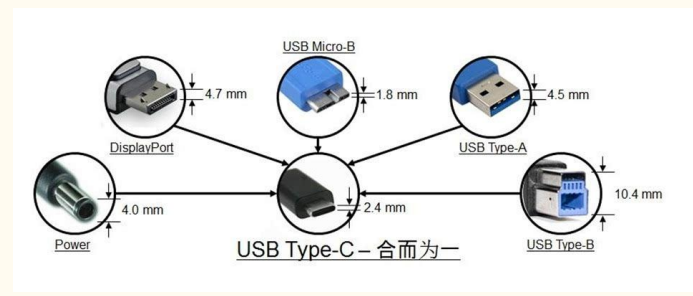 USB Micro-B
4.7 mm
1.8 mm
4.5 mm
DisplayPort
USB Type-A
4.0 mm
2.4 mm
10.4 mm
Power
USB Type-C – 合而为一
USB Type-B